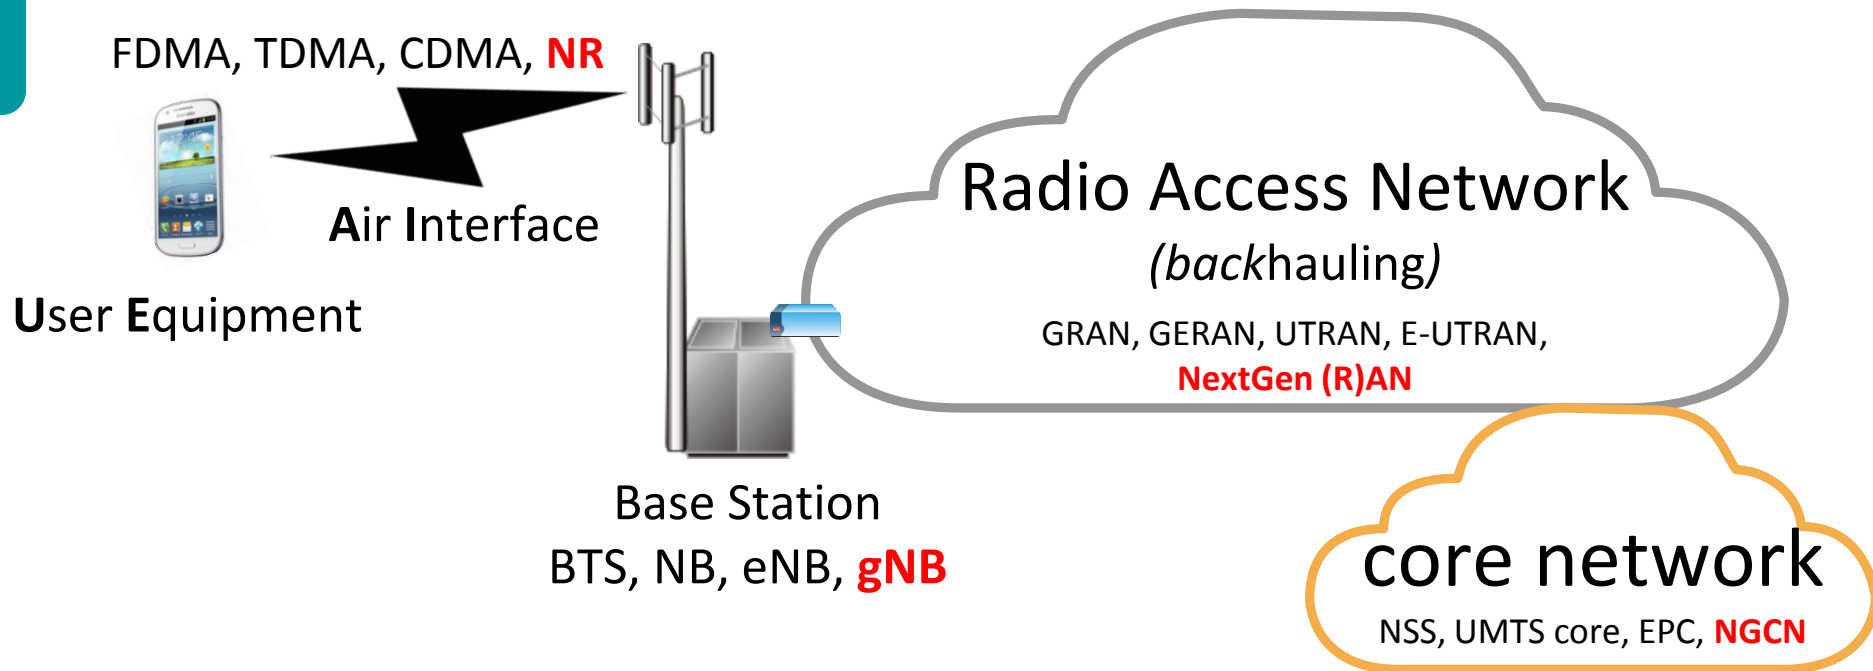 FDMA, TDMA, CDMA, NR
Air Interface
User Equipment
Base Station
BTS, NB, eNB, gNB
Radio Access Network
(backhauling)
GRAN, GERAN, UTRAN, E-UTRAN,
NextGen (R)AN
core network
NSS, UMTS core, EPC, NGCN